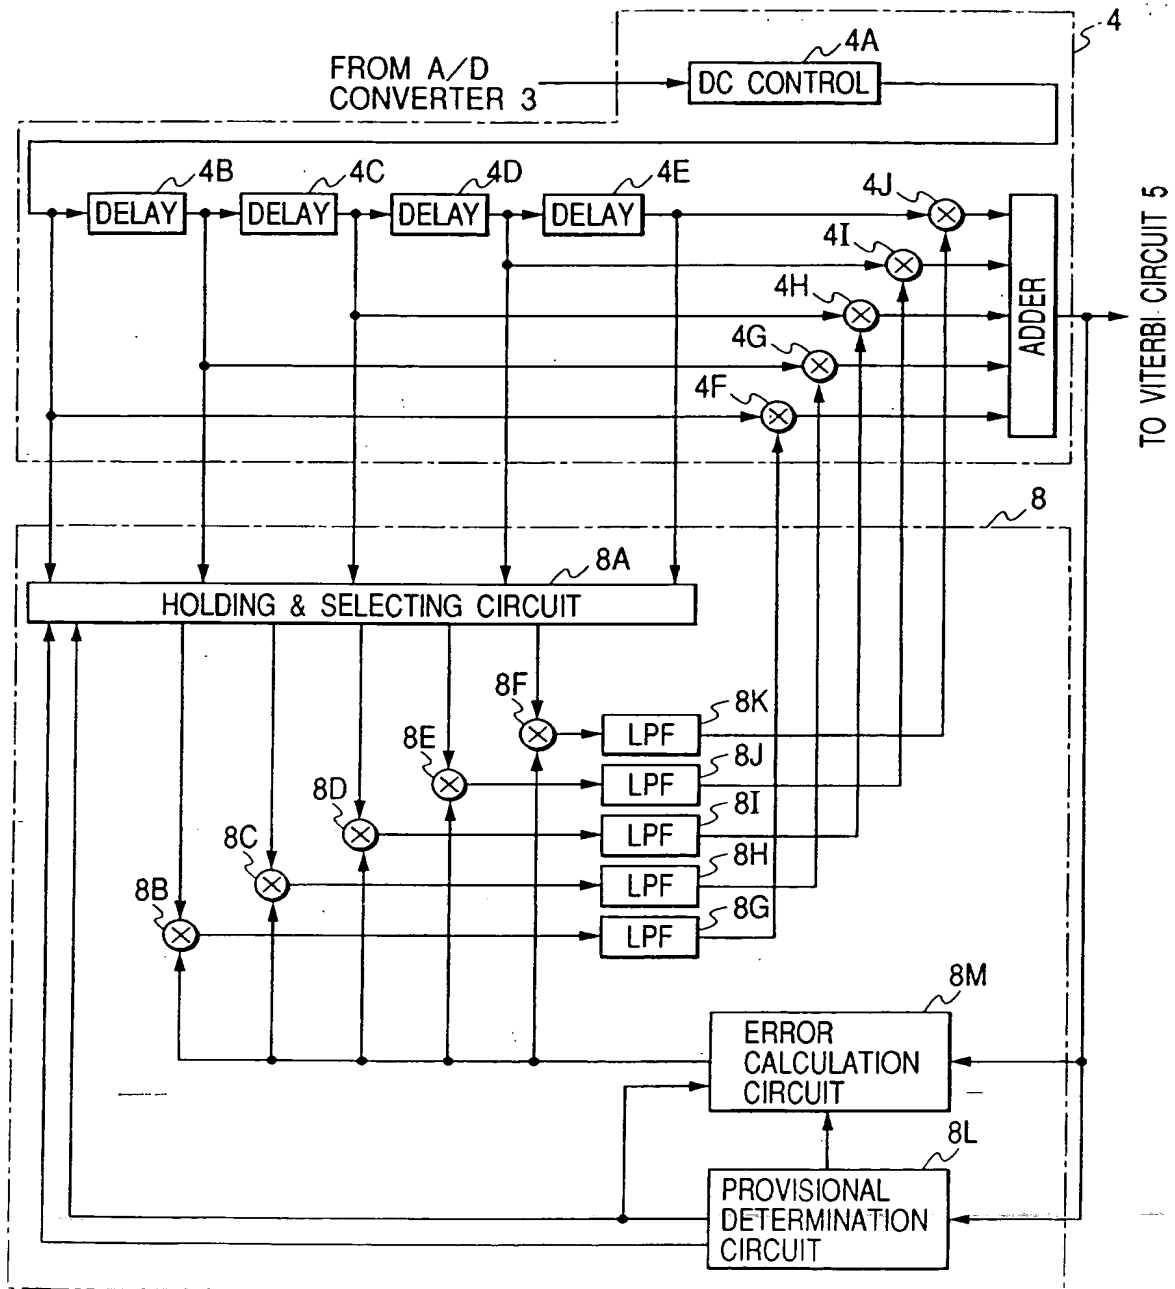 4
4A
FROM A/D
CONVERTER 3
DC CONTROL
4B
4C
4D
4E
4J
DELAY
DELAY
DELAY
DELAY
4I
4H
4G
4F
ADDER
TO VITERBI CIRCUIT 5
8
8A
HOLDING & SELECTING CIRCUIT
8F
8K
LPF
8E
8J
LPF
8D
8I
LPF
8C
8H
LPF
8B
8G
LPF
8M
ERROR
CALCULATION
CIRCUIT
8L
PROVISIONAL
DETERMINATION
CIRCUIT